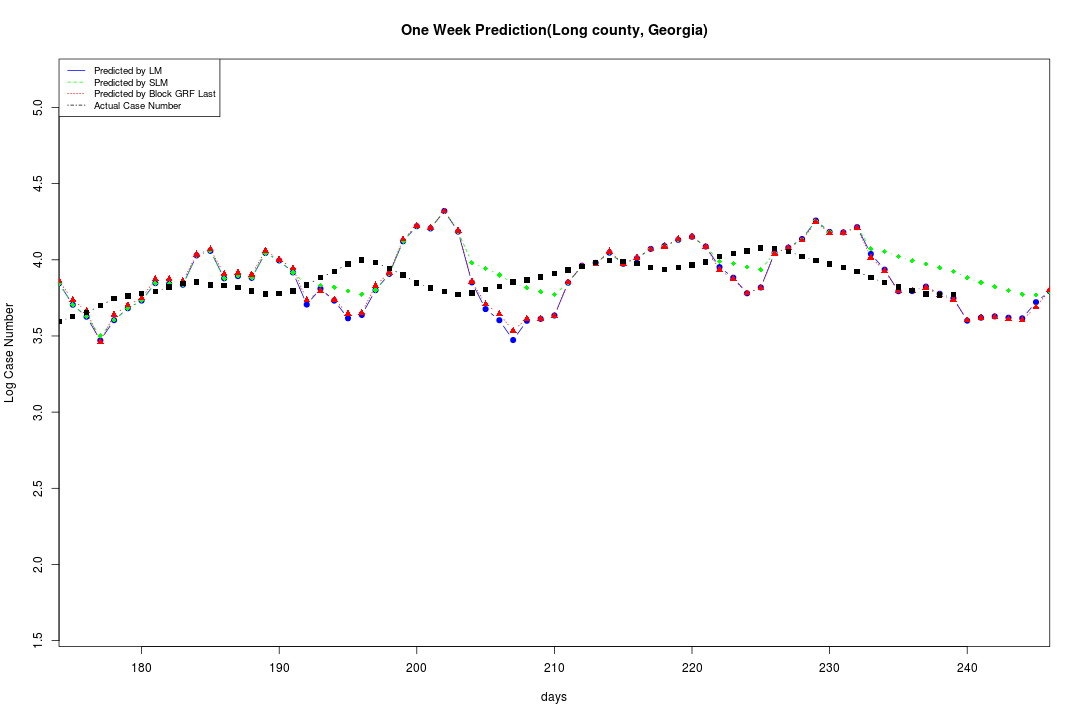 One Week Prediction(Long county, Georgia)
Predicted by LM
Predicted by SLM
Predicted by Block GRF Last
Actual Case Number
5.0
4.5
4.0
3.5
3.0
2.5
2.0
1.5
Log Case Number
180 190 200 210 220 230 240
days